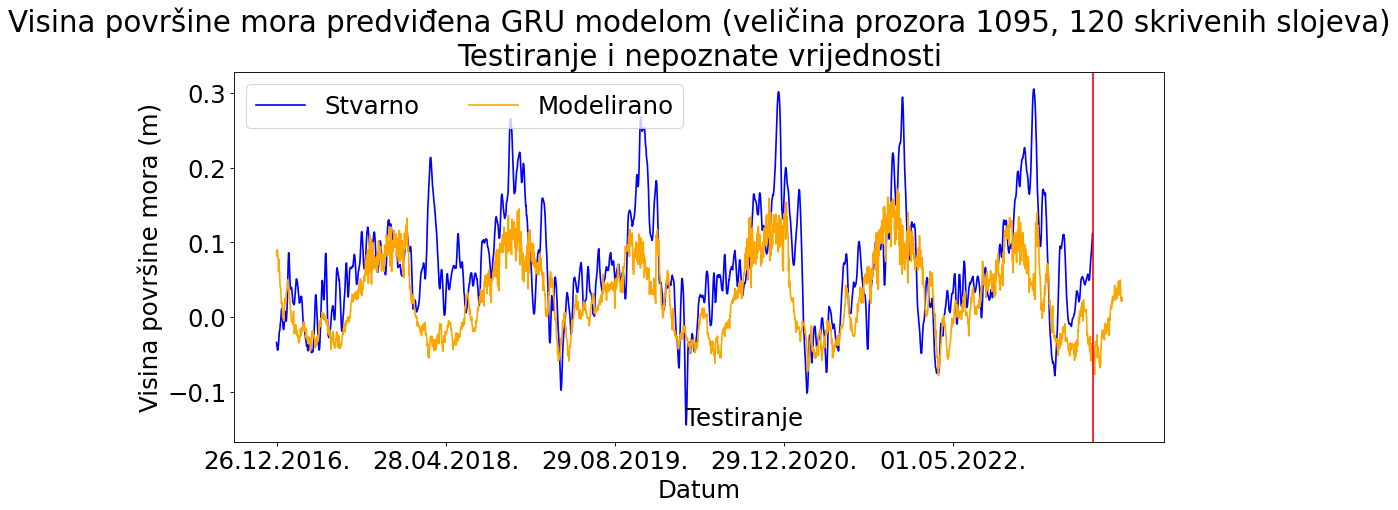 Visina površine mora predviđena GRU modelom (veličina prozora 1095, 120 skrivenih slojeva)
Testiranje i nepoznate vrijednosti
Stvarno
Modelirano
Visina površine mora (m)
0.3
0.2
0.1
0.0
−0.1
Testiranje
26.12.2016.
28.04.2018.
29.08.2019.
29.12.2020.
01.05.2022.
Datum